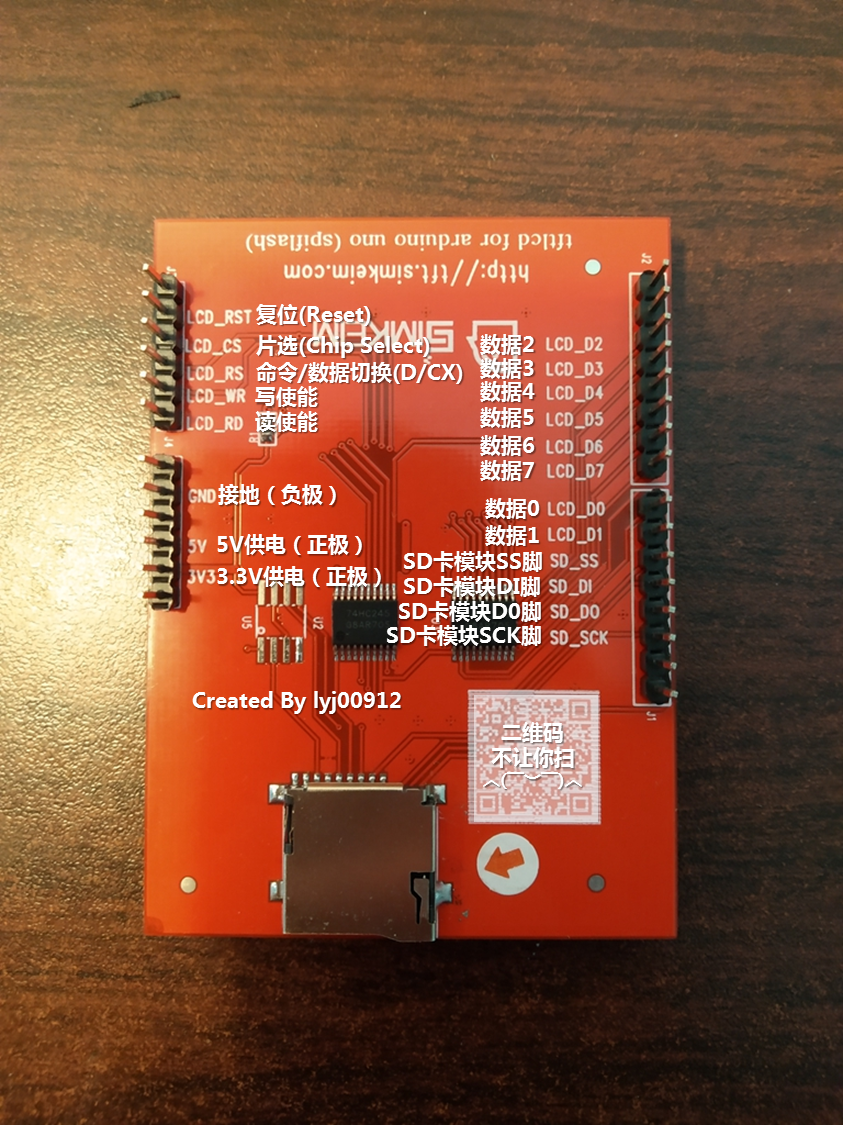 tftlcd for arduino uno (spiflash)
http://tft.simkeim.com
J2
SIMKEIM
LCD_RST 复位(Reset)
LCD_CS 片选(Chip Select)
LCD_RS 命令/数据切换(D/CX)
LCD_WR 写使能
LCD_RD 读使能
J4
GND 接地（负极）
5V 5V供电（正极）
3V3 3.3V供电（正极）
数据2 LCD_D2
数据3 LCD_D3
数据4 LCD_D4
数据5 LCD_D5
数据6 LCD_D6
数据7 LCD_D7
数据0 LCD_D0
数据1 LCD_D1
SD卡模块SS脚 SD_SS
SD卡模块DI脚 SD_DI
SD卡模块D0脚 SD_DO
SD卡模块SCK脚 SD_SCK
U5
U2
J1
Created By lyj00912
二维码
不让你扫